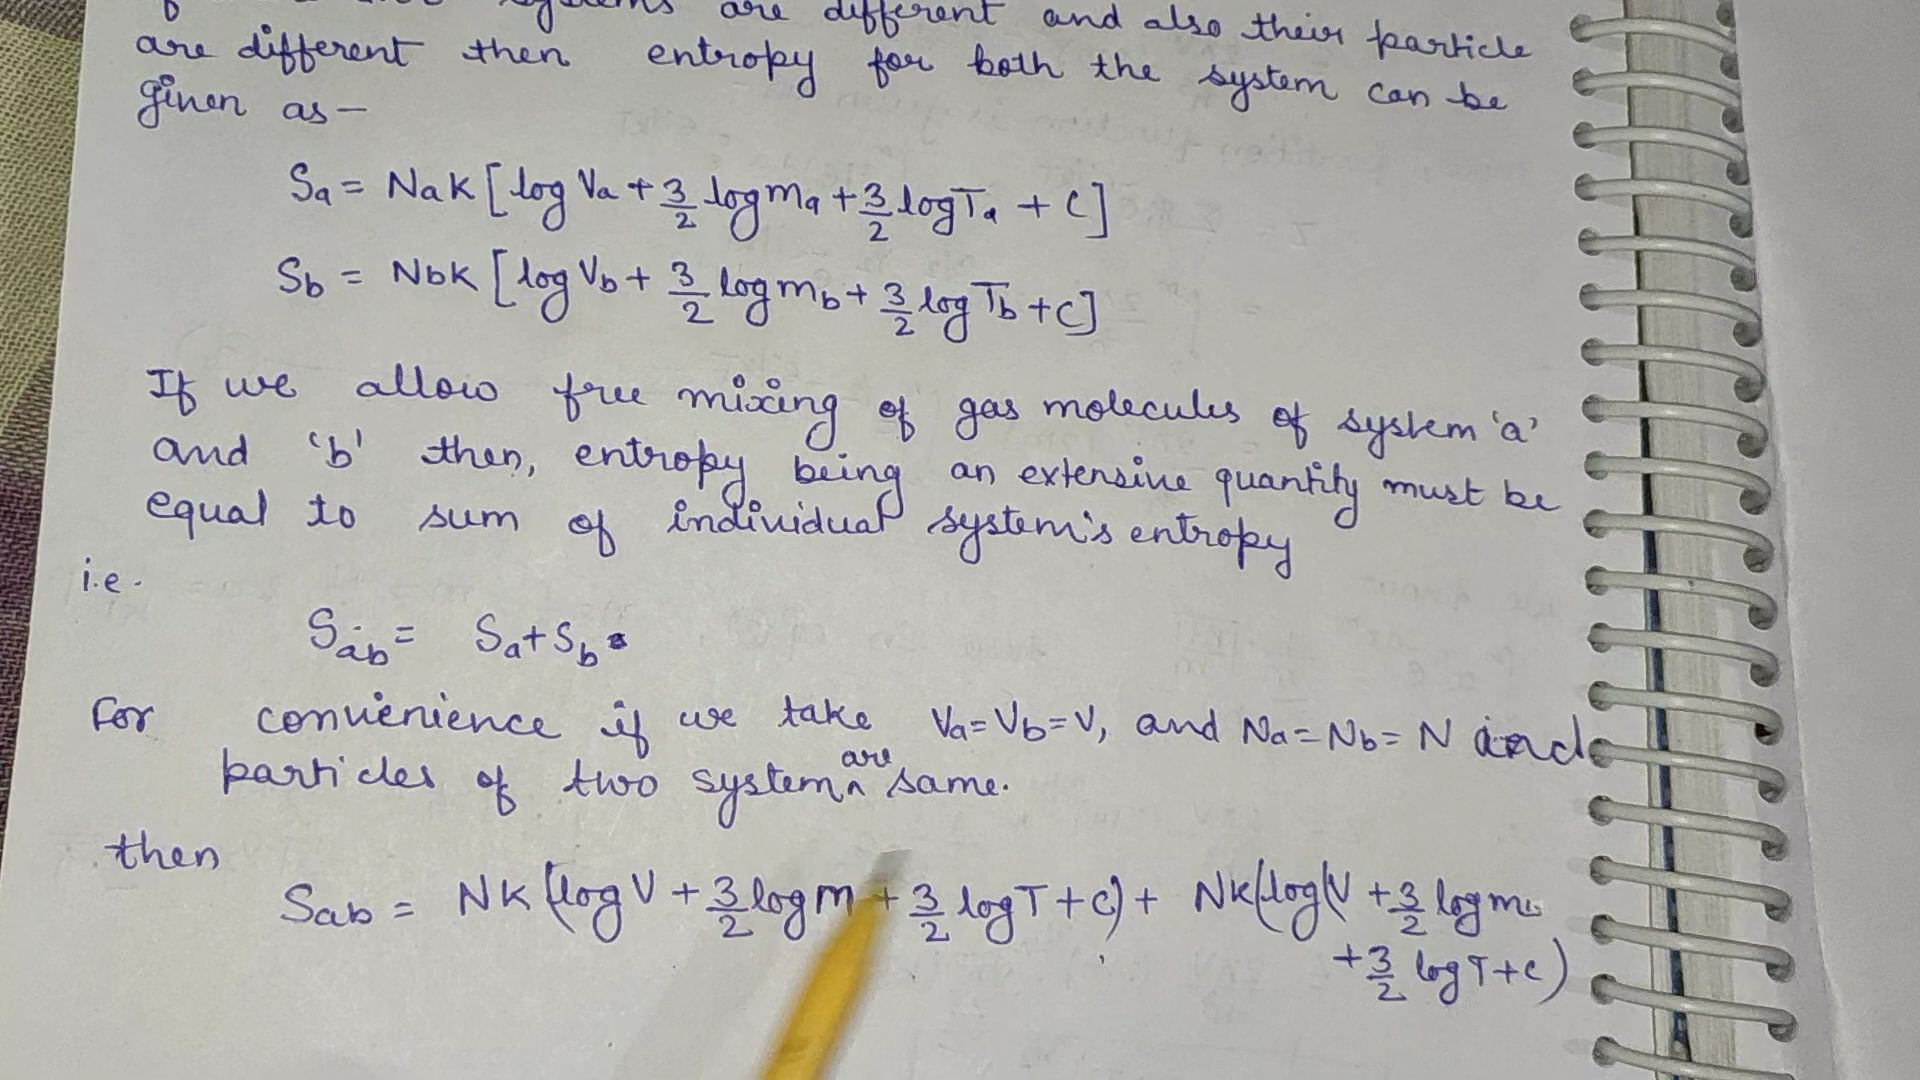 systems are different and also their particle
are different then entropy for both the system can be
given as—
Sa = NaK [log Va + 3/2 log ma + 3/2 log Ta + C]
Sb = NbK [log Vb + 3/2 log mb + 3/2 log Tb + C]
If we allow free mixing of gas molecules of system 'a'
and 'b' then, entropy being an extensive quantity must be
equal to sum of individual system's entropy
i.e.
Sab = Sa + Sb
For convienience if we take Va = Vb = V, and Na = Nb = N and
particles of two system are same.
then
Sab = NK (log V + 3/2 log m + 3/2 log T + C) + NK (log V + 3/2 log m
+ 3/2 log T + C)